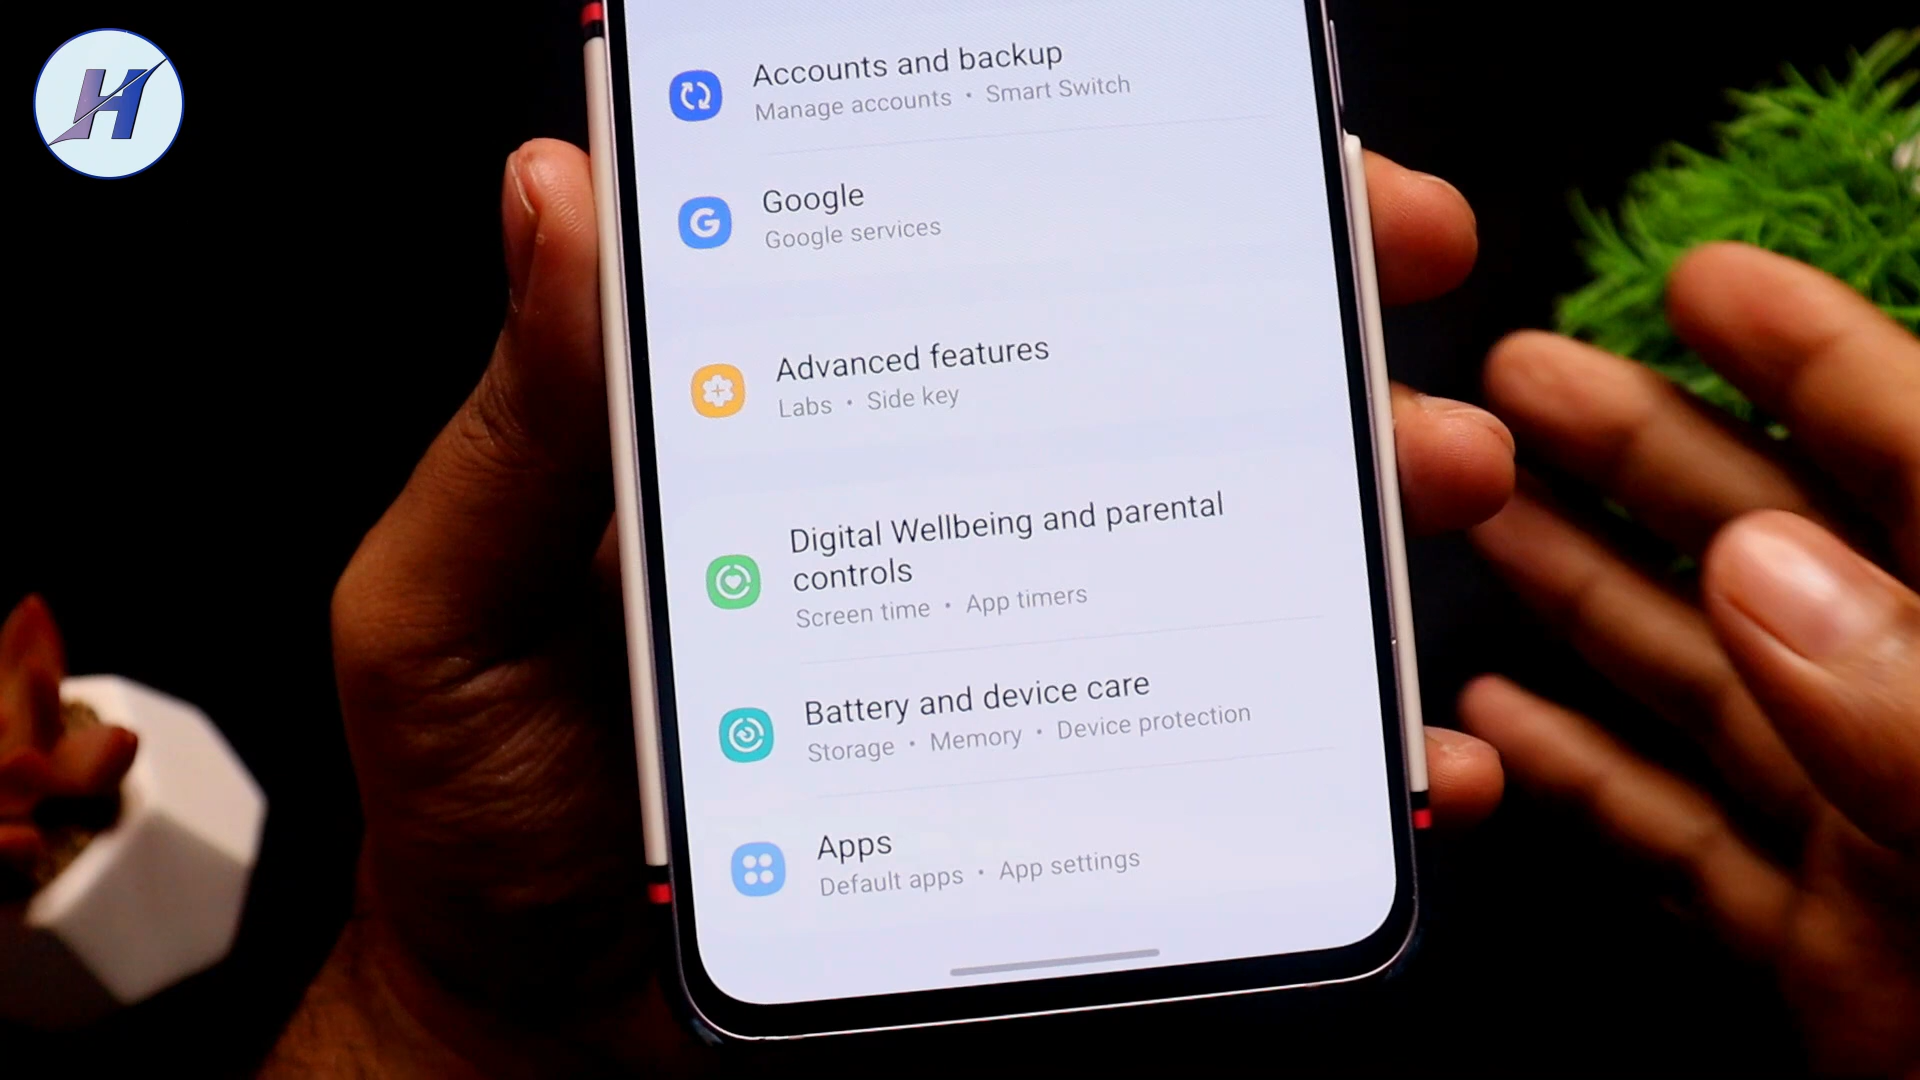 H
Accounts and backup
Manage accounts • Smart Switch
Google
Google services
Advanced features
Labs • Side key
Digital Wellbeing and parental
controls
Screen time • App timers
Battery and device care
Storage • Memory • Device protection
Apps
Default apps • App settings